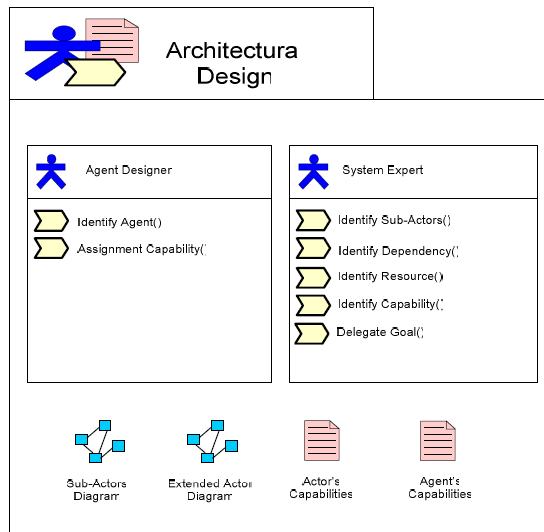 Architectura
Design
Agent Designer
Identify Agent()
Assignment Capability()
System Expert
Identify Sub-Actors()
Identify Dependency()
Identify Resource()
Identify Capability()
Delegate Goal()
Sub-Actors
Diagram
Extended Actor
Diagram
Actor's
Capabilities
Agent's
Capabilities